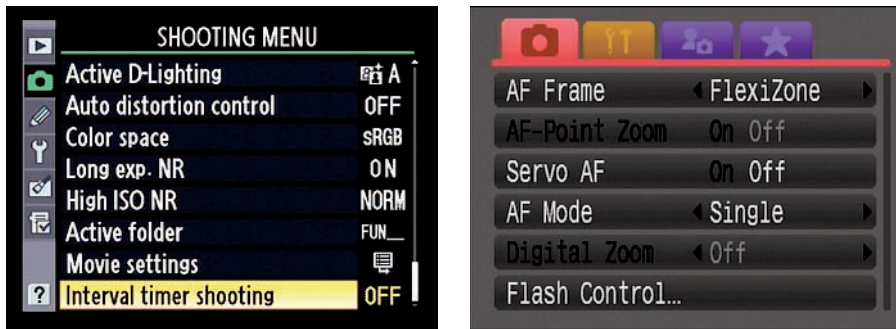 SHOOTING MENU
Active D-Lighting A
Auto distortion control OFF
Color space sRGB
Long exp. NR ON
High ISO NR NORM
Active folder FUN__
Movie settings
Interval timer shooting OFF
?
AF Frame FlexiZone
AF-Point Zoom On Off
Servo AF On Off
AF Mode Single
Digital Zoom Off
Flash Control...